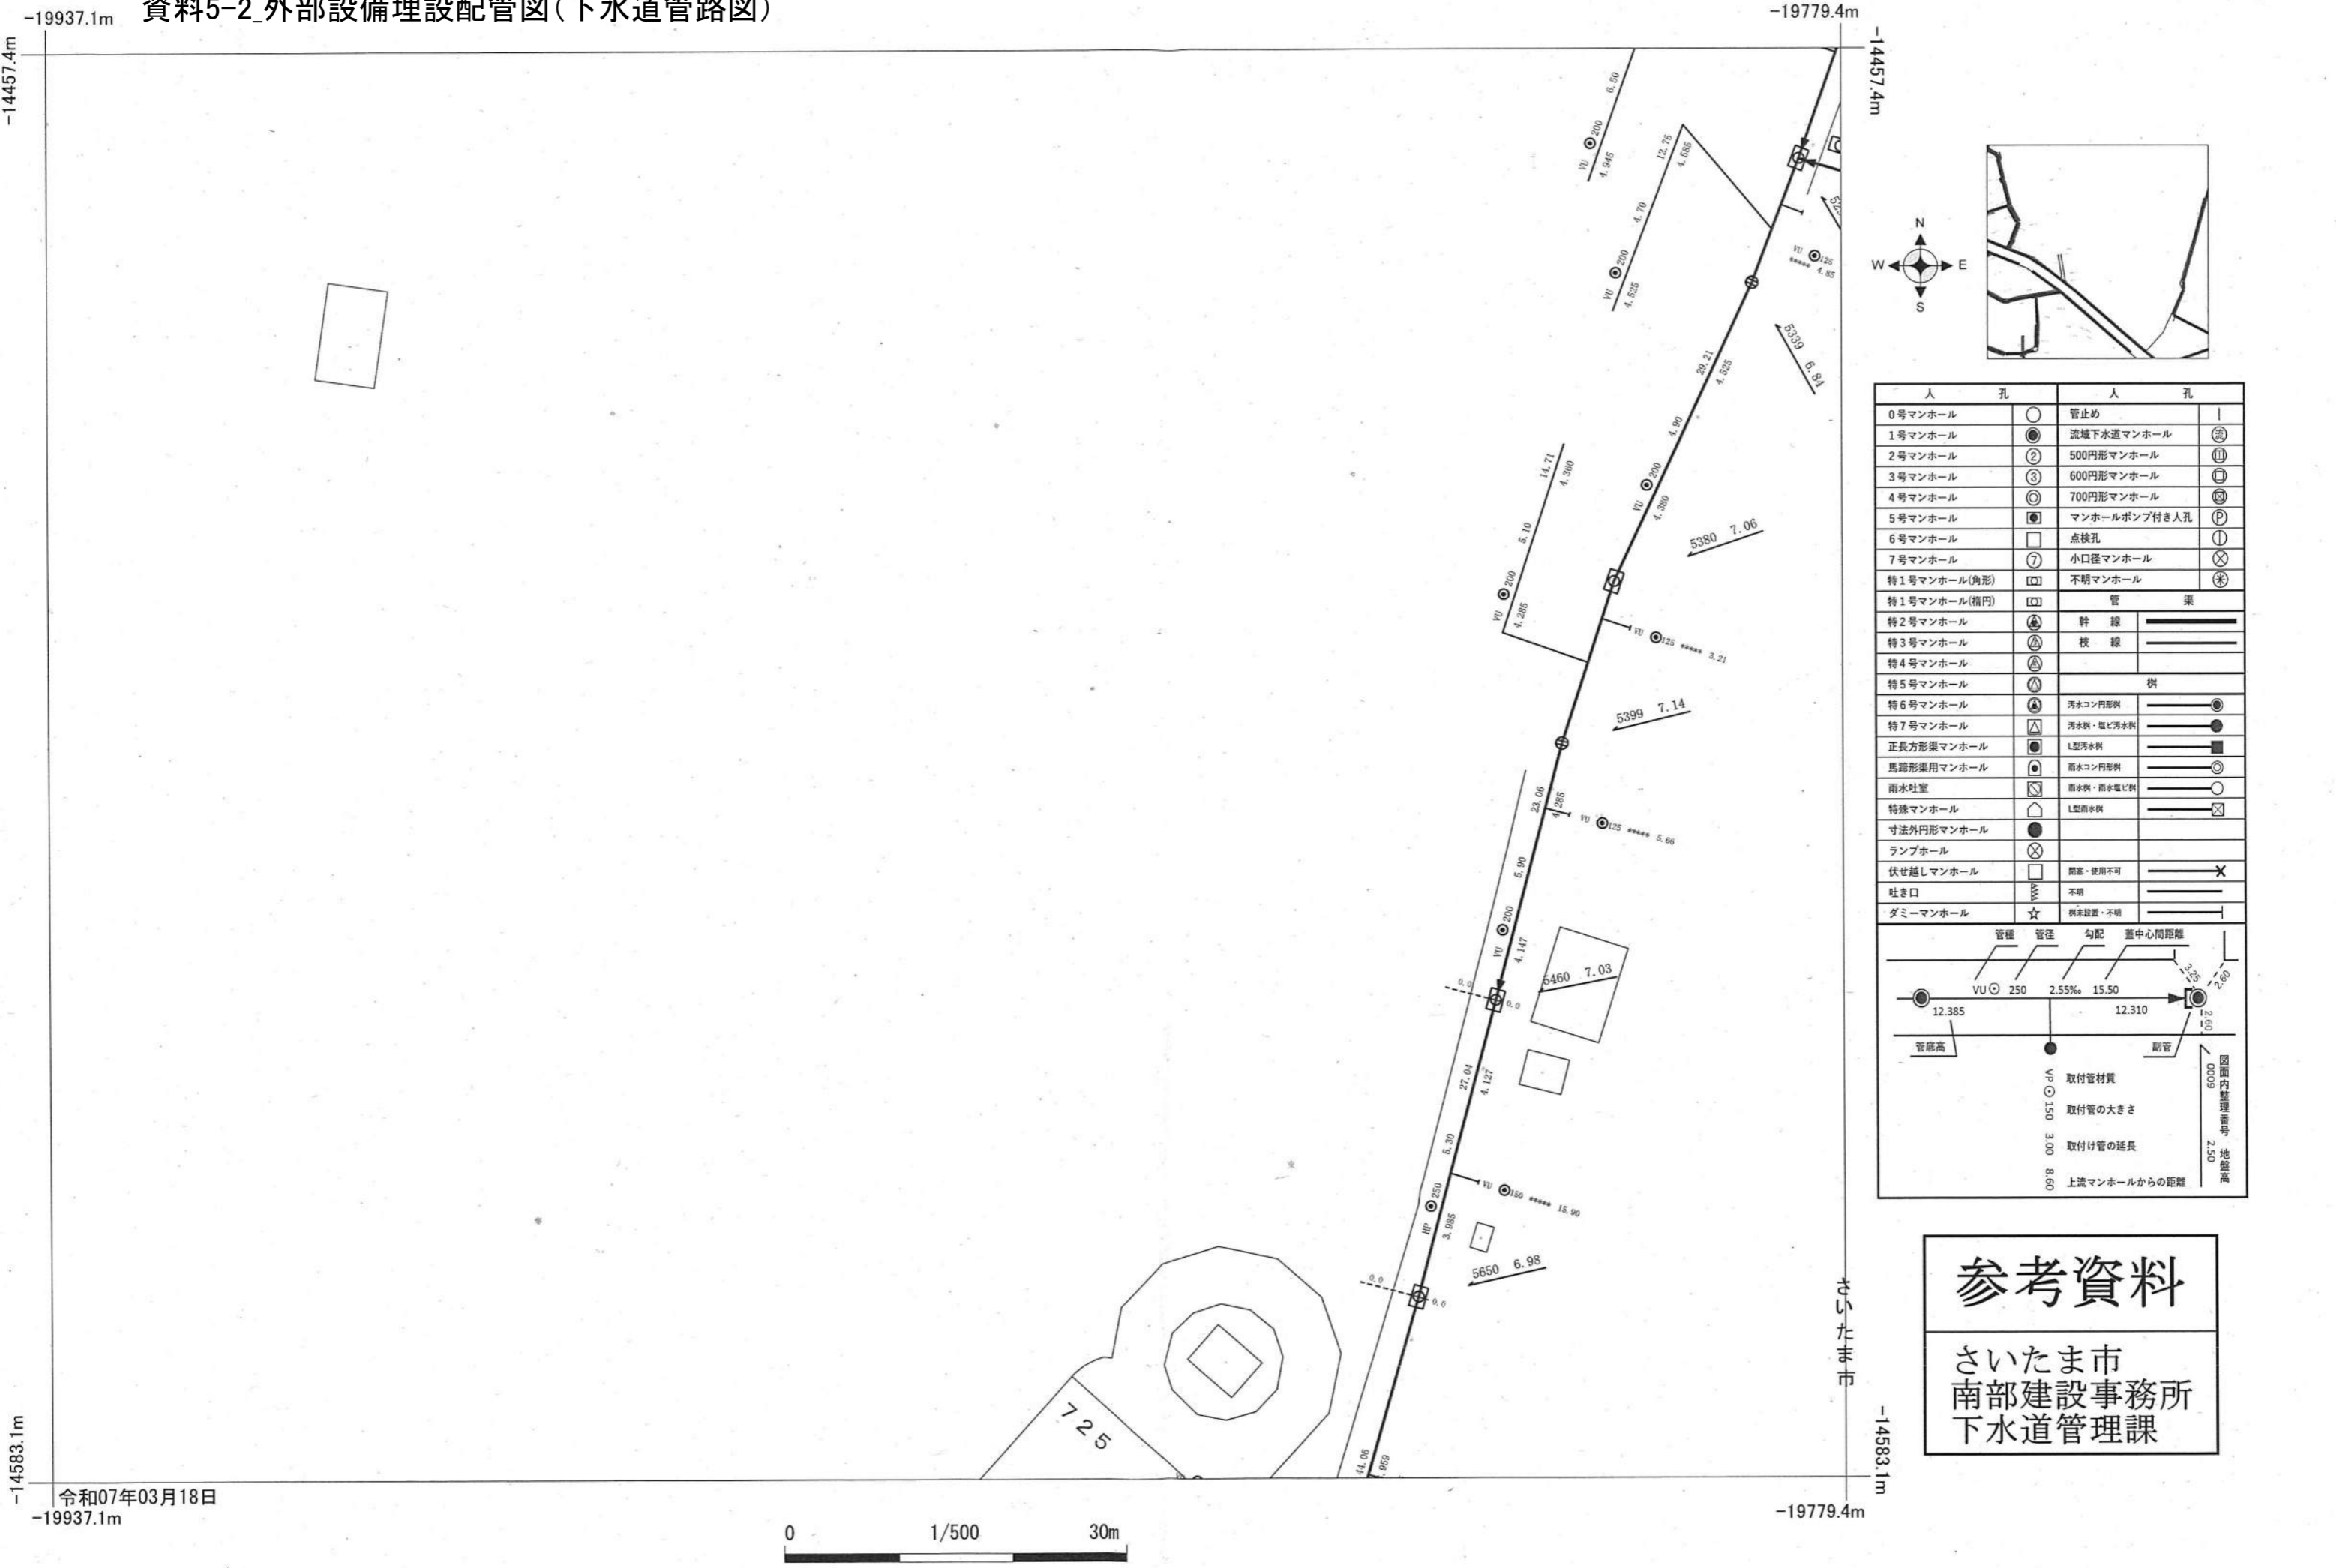 資料5-2_外部設備埋設配管図(下水道管路図)
-19937.1m
-19779.4m
-14457.4m
-14457.4m
VU 200 6.50
4.945
12.75
4.585
VU 200 4.70
4.525
VU 125
***** 4.85
5339 6.84
29.21
4.525
VU 200 4.90
4.380
5380 7.06
14.71
4.360
VU 200 5.10
4.285
VU 125 ***** 3.21
5399 7.14
23.06
4.285
VU 125 ***** 5.66
VU 200 5.90
4.147
5460 7.03
0.0
0.0
27.04
4.127
HP 250 5.30
3.985
VU 150 ***** 15.90
5650 6.98
0.0
0.0
44.06
.959
725
さいたま市
N
W E
S
人孔 人孔
0号マンホール 管止め
1号マンホール 流域下水道マンホール 流
2号マンホール 2 500円形マンホール
3号マンホール 3 600円形マンホール
4号マンホール 700円形マンホール
5号マンホール マンホールポンプ付き人孔 P
6号マンホール 点検孔
7号マンホール 7 小口径マンホール
特1号マンホール(角形) 不明マンホール
特1号マンホール(楕円) 管渠
特2号マンホール 幹線
特3号マンホール 枝線
特4号マンホール
特5号マンホール 桝
特6号マンホール 汚水コン円形桝
特7号マンホール 汚水桝・塩ビ汚水桝
正長方形渠マンホール L型汚水桝
馬蹄形渠用マンホール 雨水コン円形桝
雨水吐室 雨水桝・雨水塩ビ桝
特殊マンホール L型雨水桝
寸法外円形マンホール
ランプホール
伏せ越しマンホール 閉塞・使用不可
吐き口 不明
ダミーマンホール 桝未設置・不明
管種 管径 勾配 蓋中心間距離
3.25
2.60
VU 250 2.55‰ 15.50
12.385 12.310
2.60
管底高 副管
VP 150 3.00 8.60
取付管材質
取付管の大きさ
取付け管の延長
上流マンホールからの距離
図面内整理番号 地盤高
0009 2.50
参考資料
さいたま市
南部建設事務所
下水道管理課
-14583.1m
-14583.1m
令和07年03月18日
-19937.1m
-19779.4m
0 1/500 30m